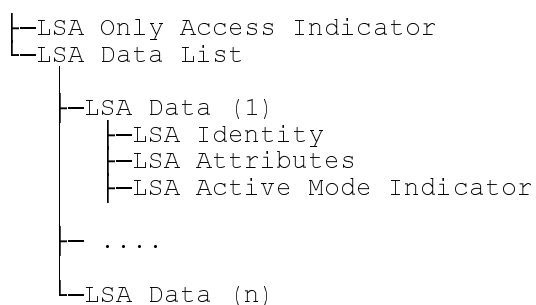 LSA Only Access Indicator
LSA Data List
LSA Data (1)
LSA Identity
LSA Attributes
LSA Active Mode Indicator
....
LSA Data (n)